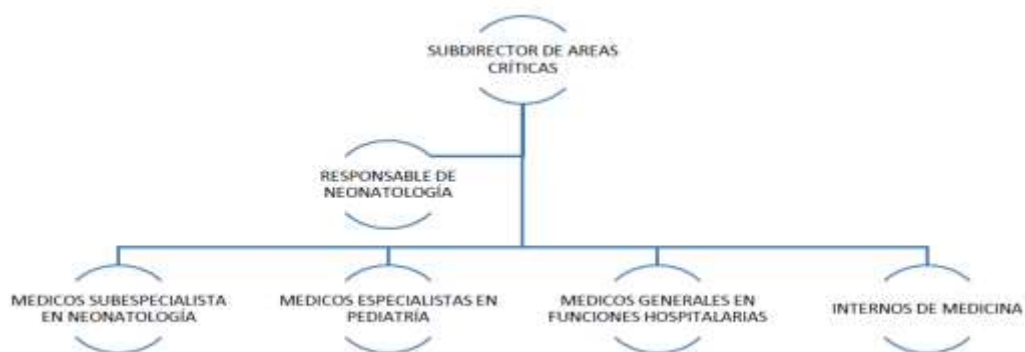 SUBDIRECTOR DE AREAS
CRÍTICAS
RESPONSABLE DE
NEONATOLOGÍA
MEDICOS SUBESPECIALISTA
EN NEONATOLOGÍA
MEDICOS ESPECIALISTAS EN
PEDIATRÍA
MEDICOS GENERALES EN
FUNCIONES HOSPITALARIAS
INTERNOS DE MEDICINA